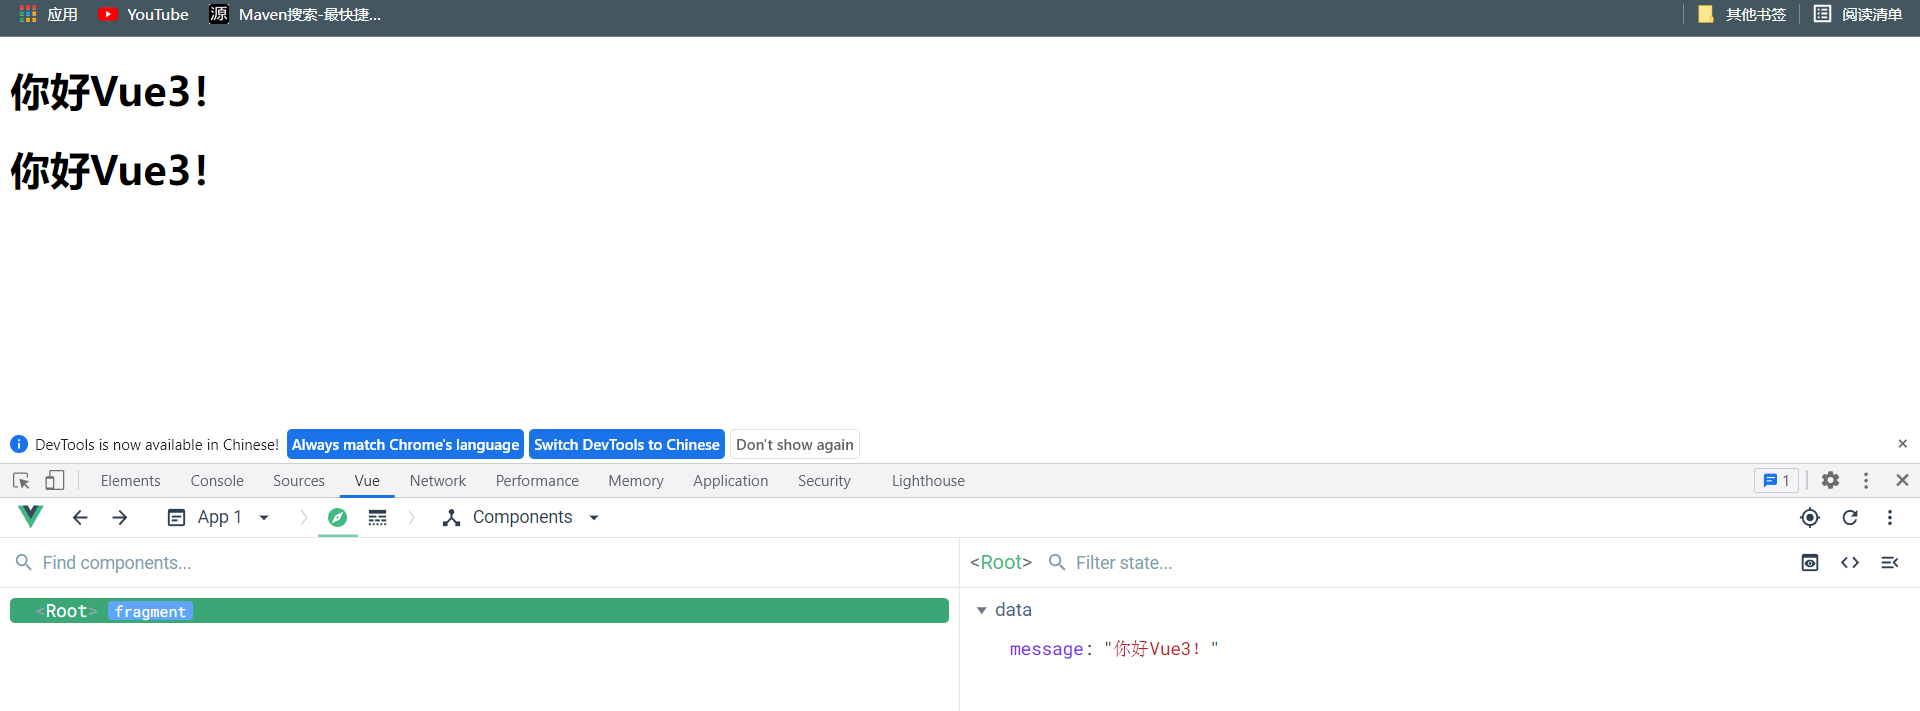 应用 YouTube 源 Maven搜索-最快捷... 其他书签 阅读清单
你好Vue3！
你好Vue3！
DevTools is now available in Chinese! Always match Chrome's language Switch DevTools to Chinese Don't show again
Elements Console Sources Vue Network Performance Memory Application Security Lighthouse 1
App 1 Components
Find components...
<Root> Filter state...
<Root> fragment
data
message: "你好Vue3！"